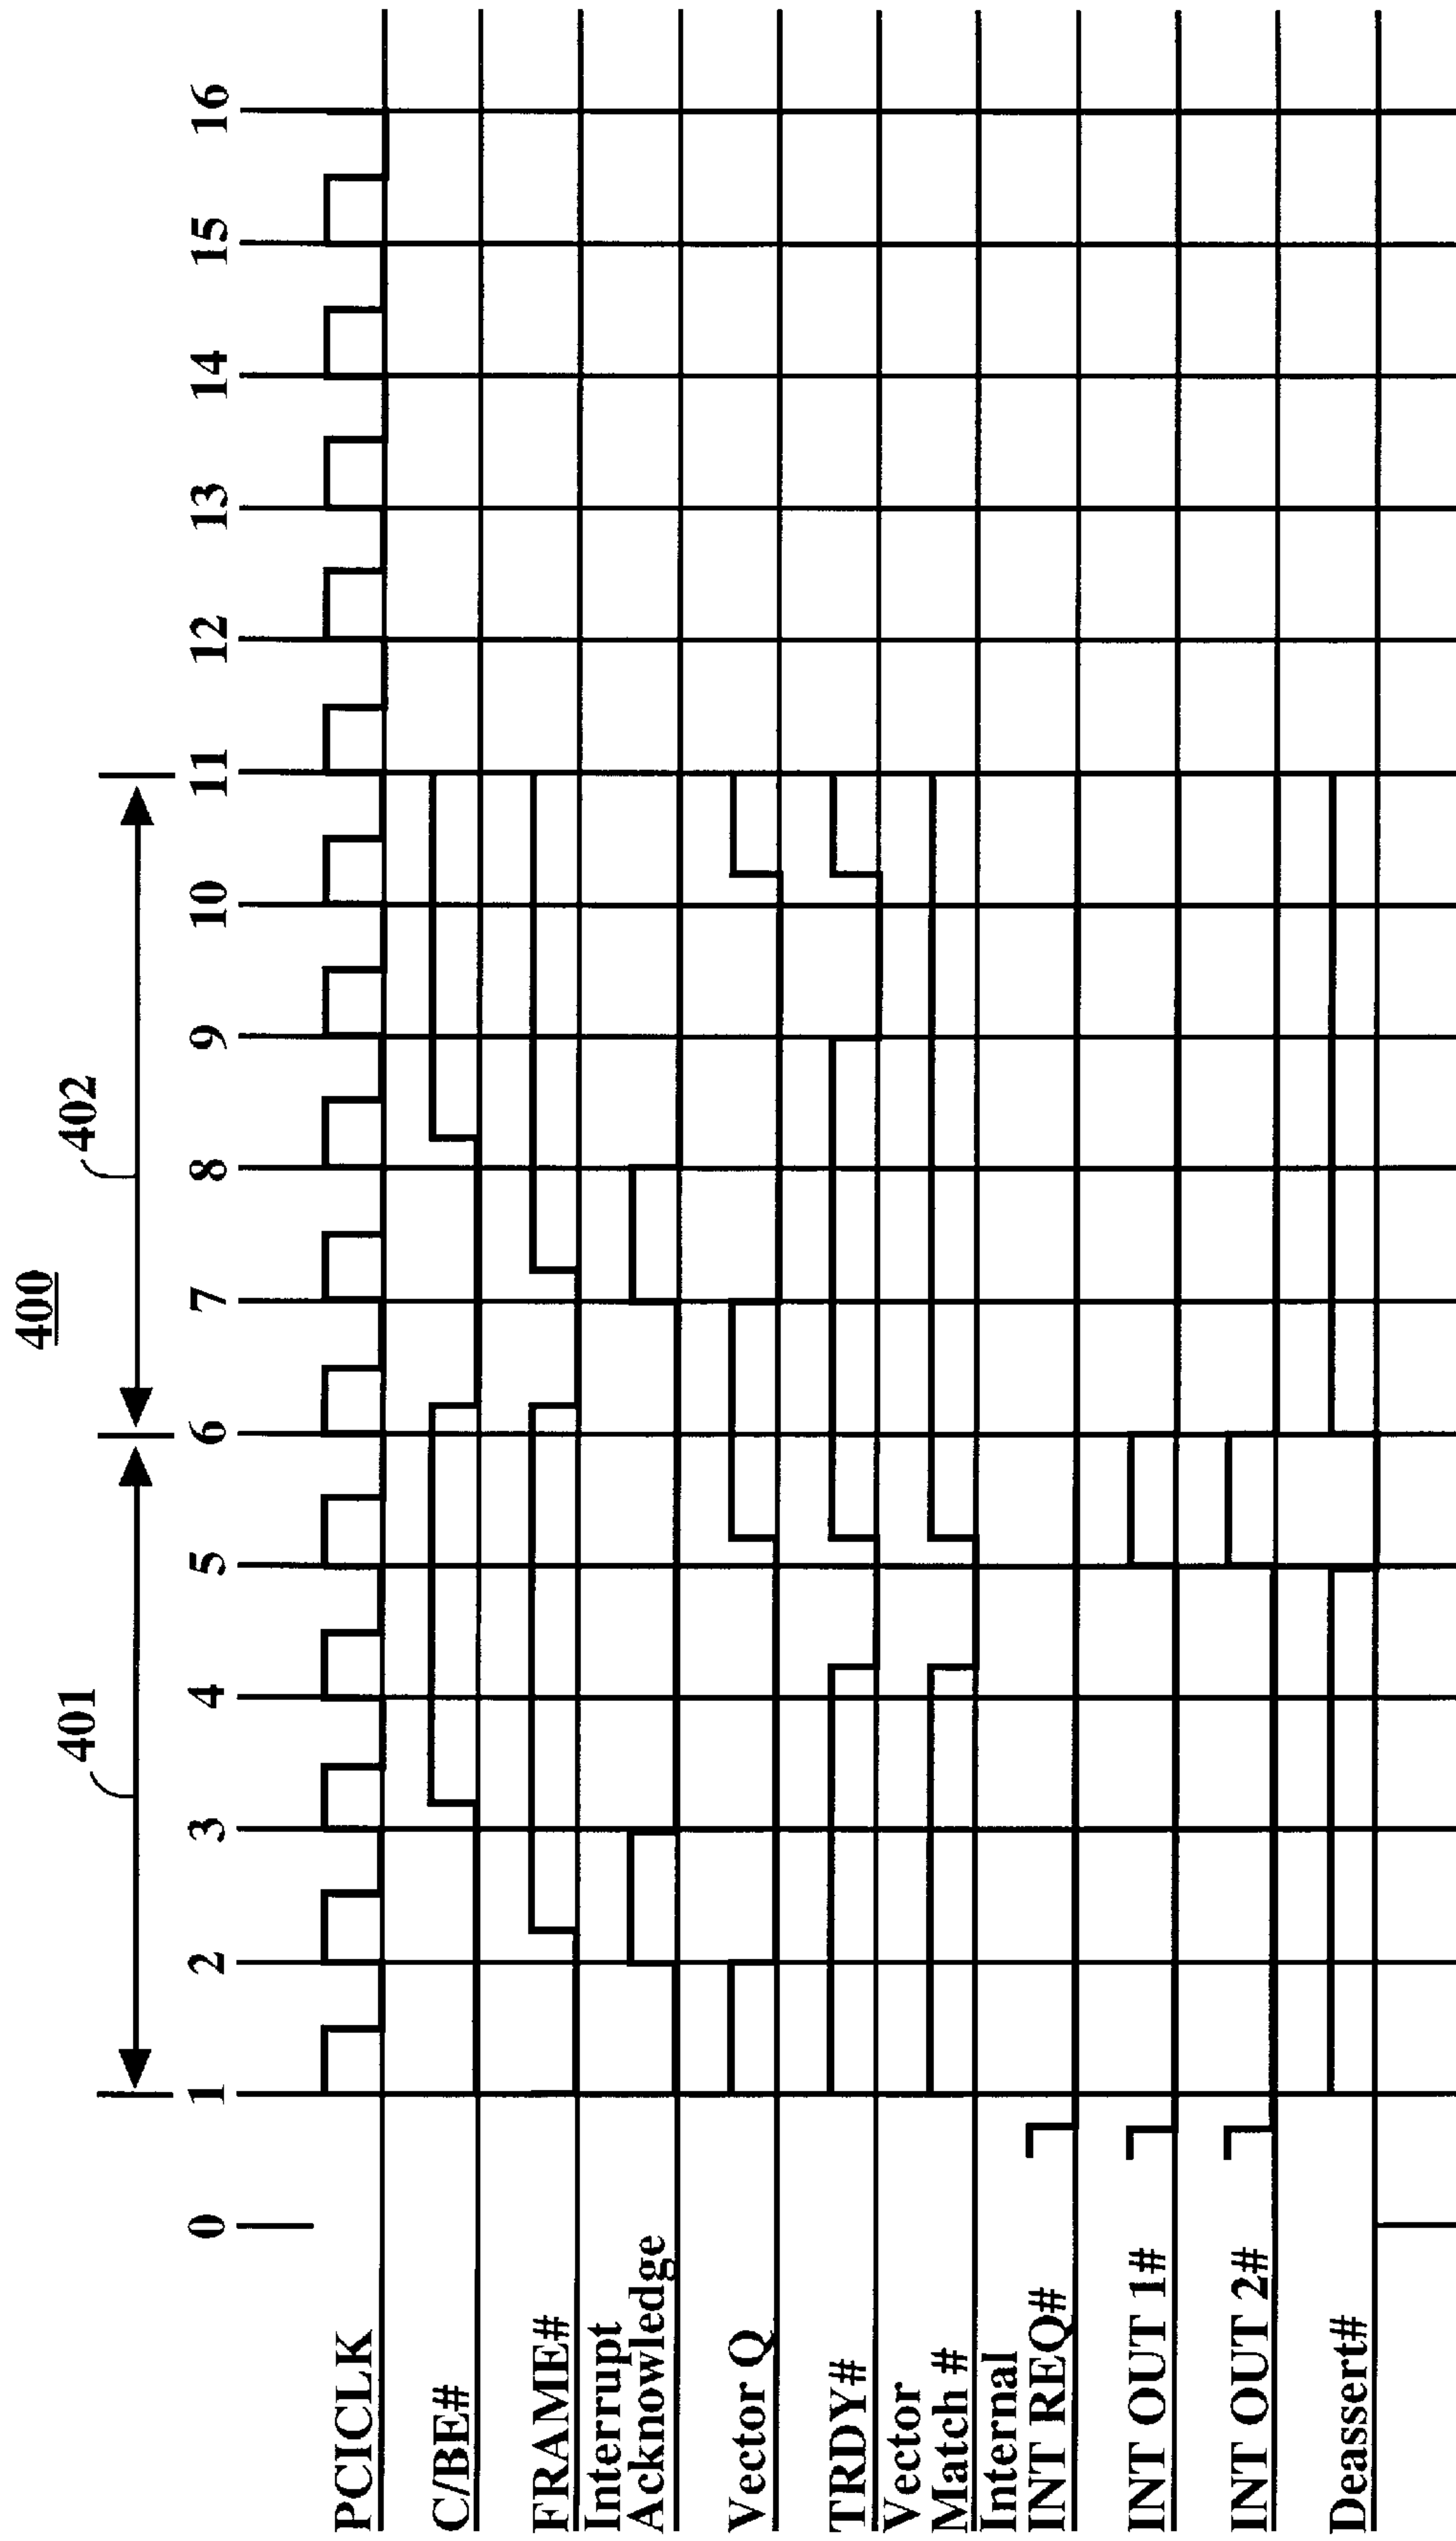 400
401
402
0 1 2 3 4 5 6 7 8 9 10 11 12 13 14 15 16
PCICLK
C/BE#
FRAME#
Interrupt
Acknowledge
Vector Q
TRDY#
Vector
Match #
Internal
INT REQ#
INT OUT 1#
INT OUT 2#
Deassert#